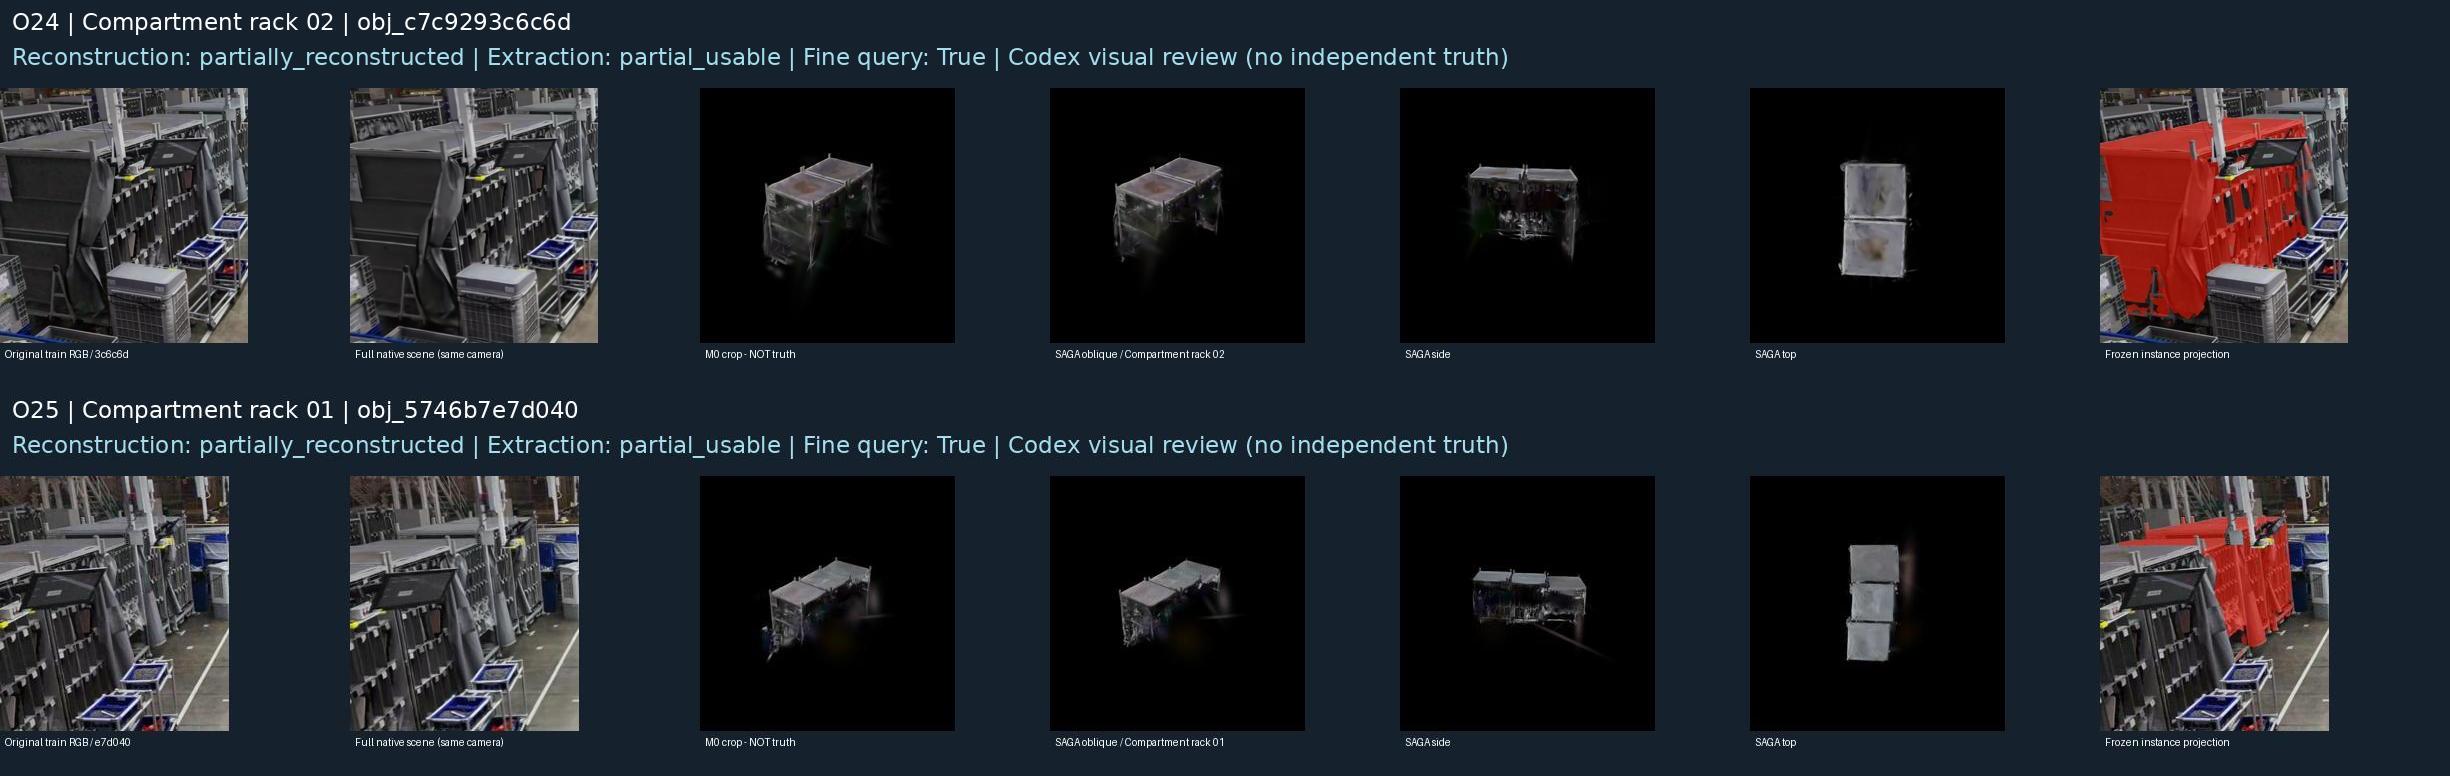 O24 | Compartment rack 02 | obj_c7c9293c6c6d
Reconstruction: partially_reconstructed | Extraction: partial_usable | Fine query: True | Codex visual review (no independent truth)
Original train RGB / 3c6c6d
Full native scene (same camera)
M0 crop - NOT truth
SAGA oblique / Compartment rack 02
SAGA side
SAGA top
Frozen instance projection
O25 | Compartment rack 01 | obj_5746b7e7d040
Reconstruction: partially_reconstructed | Extraction: partial_usable | Fine query: True | Codex visual review (no independent truth)
Original train RGB / e7d040
Full native scene (same camera)
M0 crop - NOT truth
SAGA oblique / Compartment rack 01
SAGA side
SAGA top
Frozen instance projection